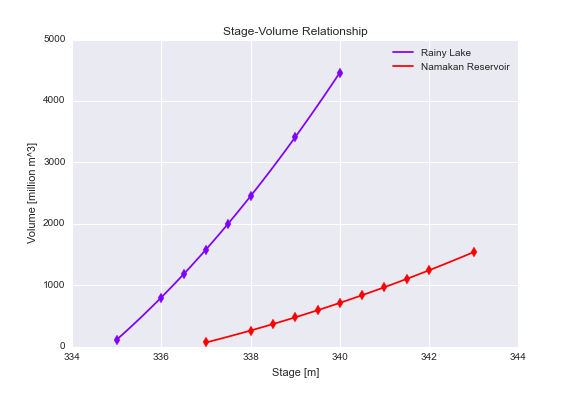 Stage-Volume Relationship
Rainy Lake
Namakan Reservoir
Volume [million m^3]
5000
4000
3000
2000
1000
0
334
336
338
340
342
344
Stage [m]